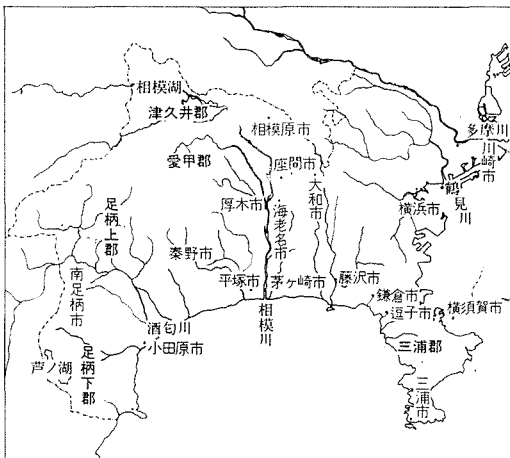 相模湖
津久井郡
相模原市
多摩川
川崎市
愛甲郡
座間市
大和市
鶴見川
横浜市
厚木市
海老名市
足柄上郡
秦野市
南足柄市
平塚市
茅ヶ崎市
藤沢市
鎌倉市
横須賀市
逗子市
酒匂川
相模川
小田原市
三浦郡
芦ノ湖
足柄下郡
三浦市